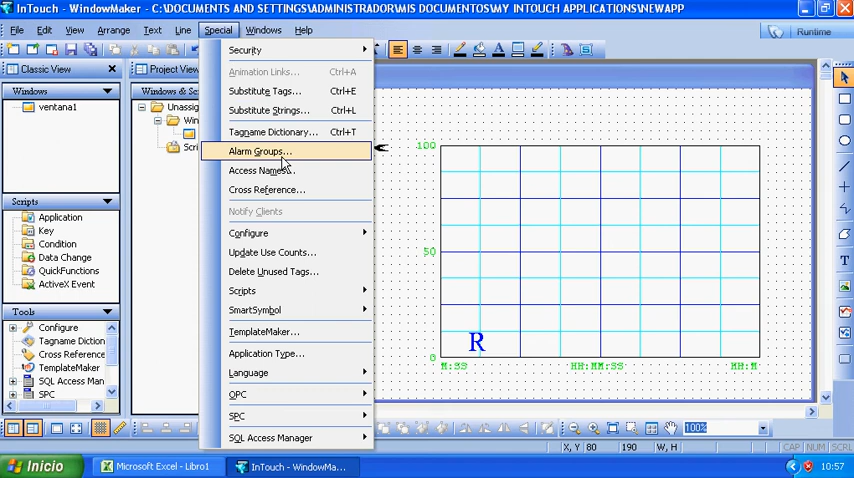 InTouch - WindowMaker - C:\DOCUMENTS AND SETTINGS\ADMINISTRADOR\MIS DOCUMENTOS\MY INTOUCH APPLICATIONS\NEWAPP
File Edit View Arrange Text Line Special Windows Help Runtime
Classic View
Project View
Windows
ventana1
Scripts
Application
Key
Condition
Data Change
QuickFunctions
ActiveX Event
Tools
Configure
Tagname Dictionary
Cross Reference
TemplateMaker
SQL Access Man
SPC
Windows & S
Unassig
Win
Scri
Security
Animation Links... Ctrl+A
Substitute Tags... Ctrl+E
Substitute Strings... Ctrl+L
Tagname Dictionary... Ctrl+T
Alarm Groups...
Access Names...
Cross Reference...
Notify Clients
Configure
Update Use Counts...
Delete Unused Tags...
Scripts
SmartSymbol
TemplateMaker...
Application Type...
Language
OPC
SPC
SQL Access Manager
100
50
0
R
M:SS HH:MM:SS HH:M
100%
X, Y 80 190 W, H CAP NUM SCRL
Inicio Microsoft Excel - Libro1 InTouch - WindowMa... 10:57